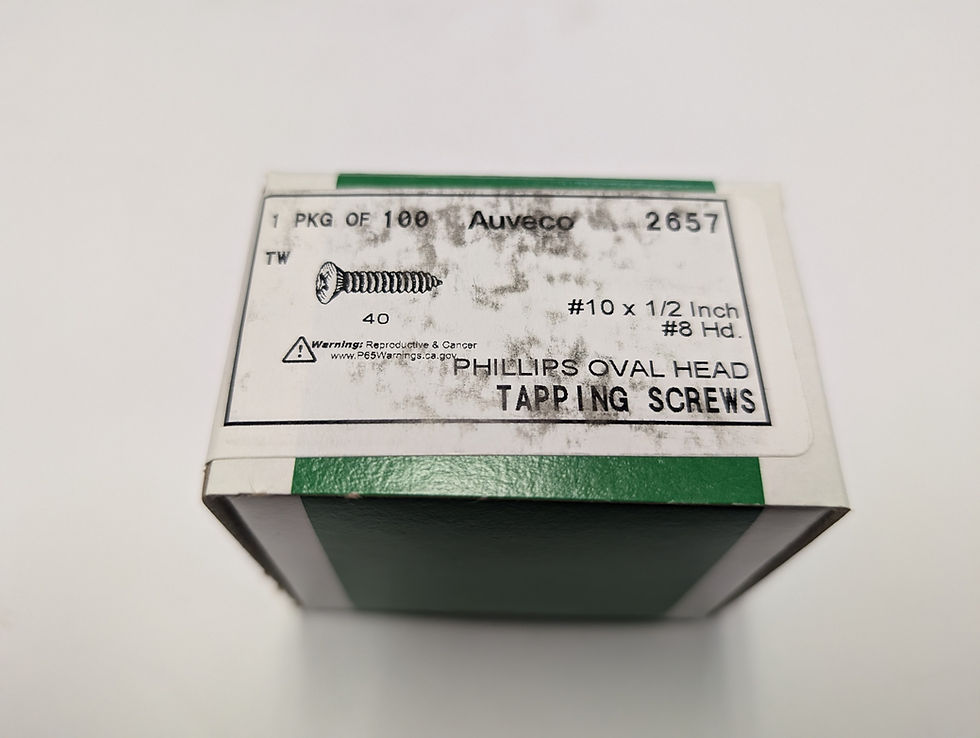 1 PKG OF 100 Auveco 2657
TW
#10 x 1/2 Inch
40
#8 Hd.
Warning: Reproductive & Cancer
www.P65Warnings.ca.gov
PHILLIPS OVAL HEAD
TAPPING SCREWS